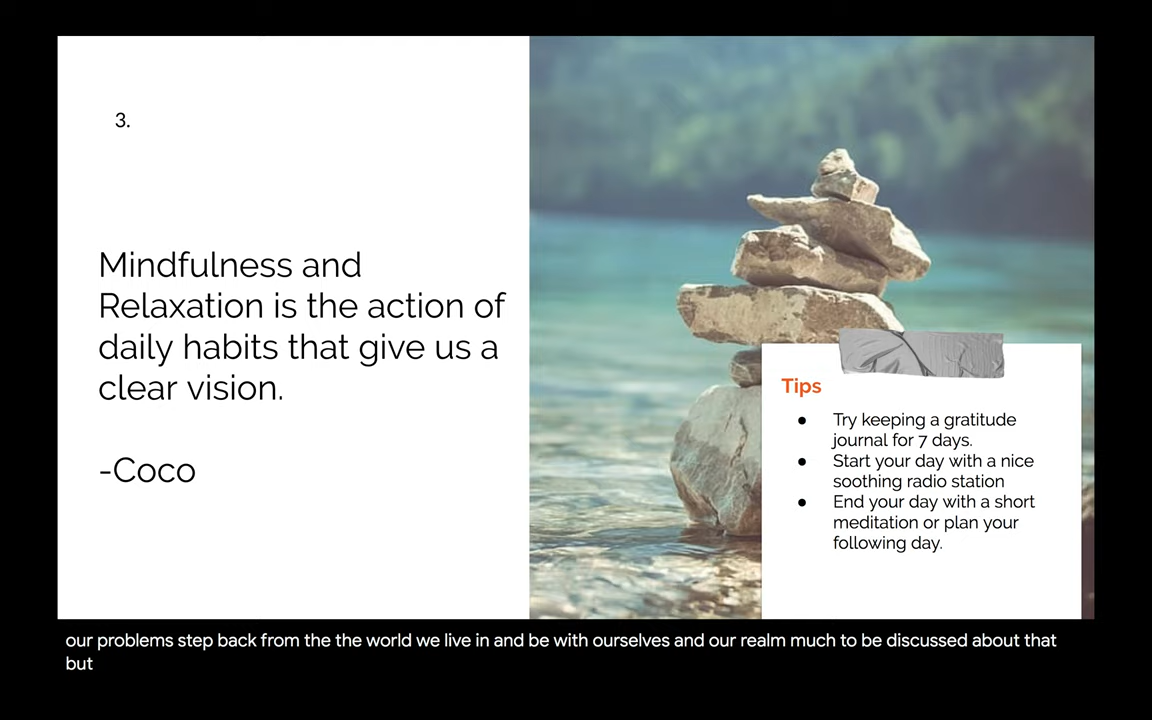 3.
Mindfulness and
Relaxation is the action of
daily habits that give us a
clear vision.
-Coco
Tips
● Try keeping a gratitude
journal for 7 days.
● Start your day with a nice
soothing radio station
● End your day with a short
meditation or plan your
following day.
our problems step back from the the world we live in and be with ourselves and our realm much to be discussed about that
but